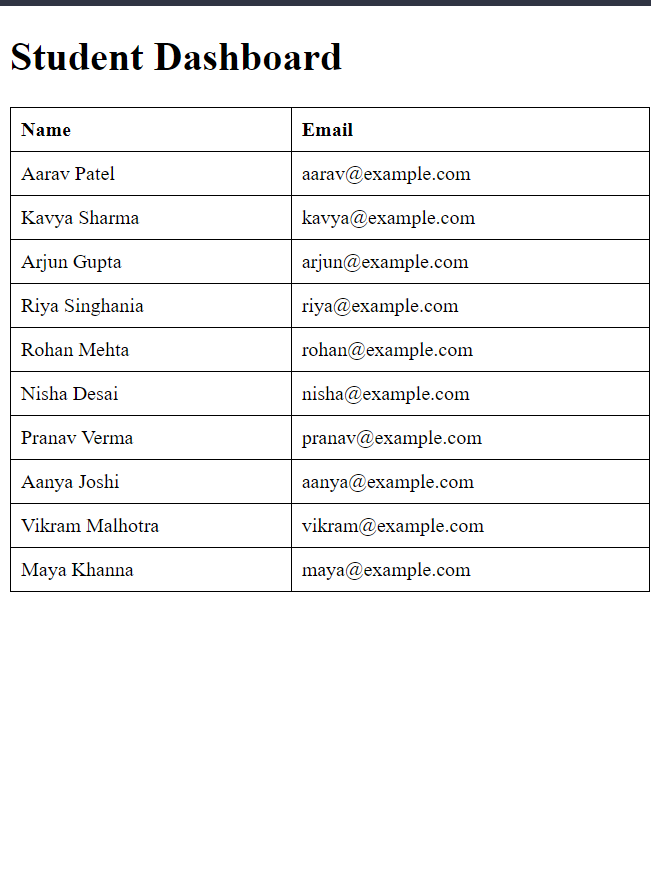 Student Dashboard
Name Email
Aarav Patel aarav@example.com
Kavya Sharma kavya@example.com
Arjun Gupta arjun@example.com
Riya Singhania riya@example.com
Rohan Mehta rohan@example.com
Nisha Desai nisha@example.com
Pranav Verma pranav@example.com
Aanya Joshi aanya@example.com
Vikram Malhotra vikram@example.com
Maya Khanna maya@example.com